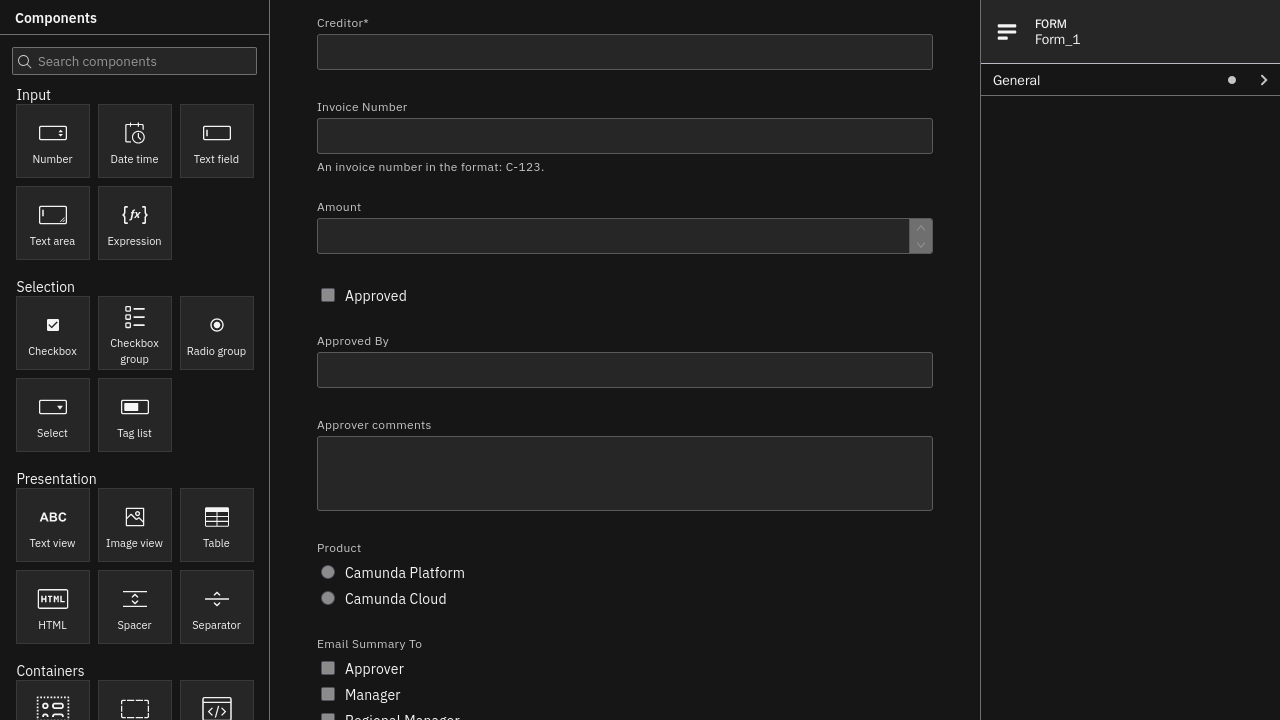 Components
Search components
Input
Number
Date time
Text field
Text area
Expression
Selection
Checkbox
Checkbox
group
Radio group
Select
Tag list
Presentation
ABC
Text view
Image view
Table
HTML
HTML
Spacer
Separator
Containers
Creditor*
Invoice Number
An invoice number in the format: C-123.
Amount
Approved
Approved By
Approver comments
Product
Camunda Platform
Camunda Cloud
Email Summary To
Approver
Manager
Regional Manager
FORM
Form_1
General